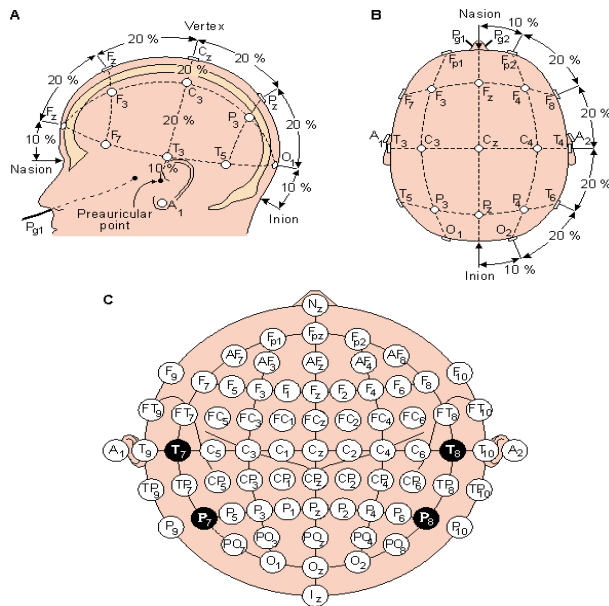 A
Vertex
20 %
20 %
Fz
Cz
20 %
20 %
Pz
20 %
F3
C3
P3
Fz
20 %
20 %
F7
T3
T5
O1
10 %
10 %
10 %
Nasion
Preauricular
point
A1
Inion
Pg1
B
Nasion
Pg1
Pg2
10 %
20 %
Fp1
Fp2
F7
F3
Fz
F4
F8
20 %
A1
T3
C3
Cz
C4
T4
A2
20 %
T5
P3
Pz
P4
T6
20 %
O1
O2
Inion
10 %
C
Nz
Fp1
Fpz
Fp2
AF7
AF3
AFz
AF4
AF8
F9
F7
F5
F3
F1
Fz
F2
F4
F6
F8
F10
FT9
FT7
FC5
FC3
FC1
FCz
FC2
FC4
FC6
FT8
FT10
A1
T9
T7
C5
C3
C1
Cz
C2
C4
C6
T8
T10
A2
TP9
TP7
CP5
CP3
CP1
CPz
CP2
CP4
CP6
TP8
TP10
P9
P7
P5
P3
P1
Pz
P2
P4
P6
P8
P10
PO7
PO3
POz
PO4
PO8
O1
Oz
O2
Iz